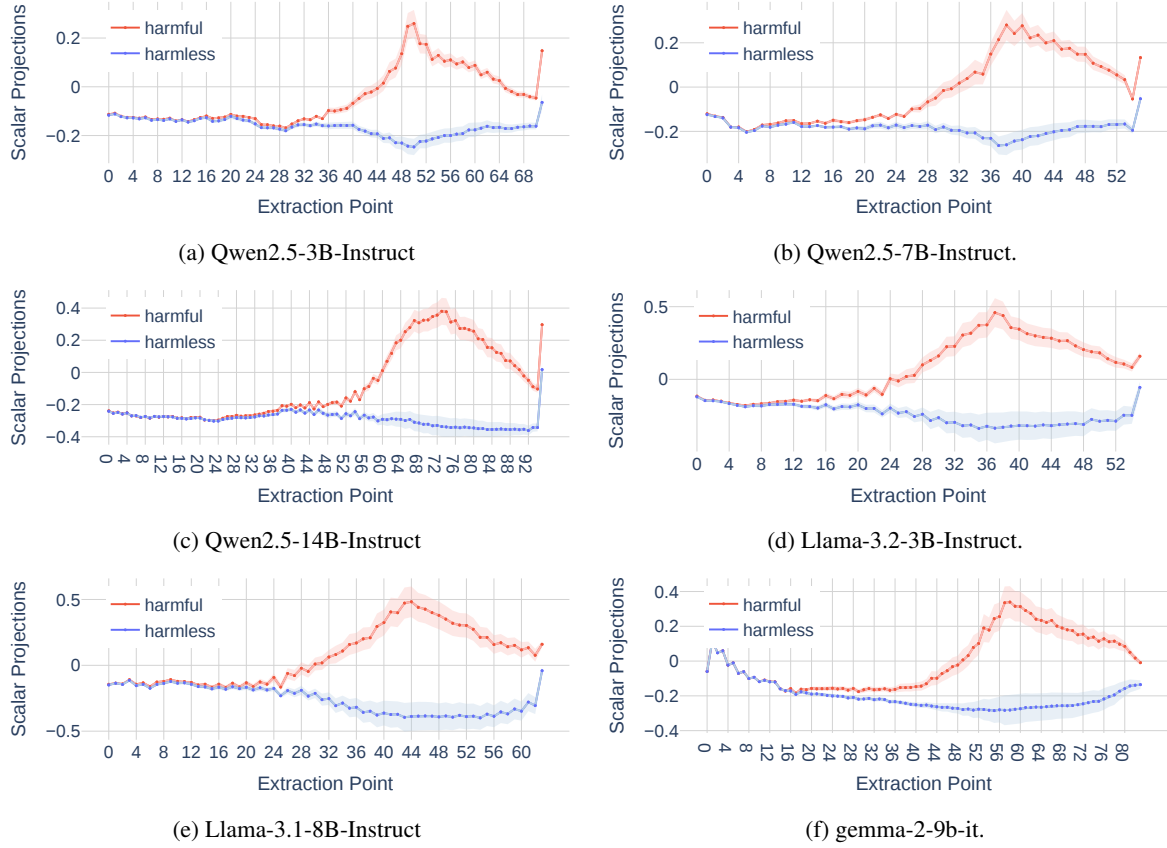 Scalar Projections
0.2
0
−0.2
harmful
harmless
0 4 8 12 16 20 24 28 32 36 40 44 48 52 56 60 64 68
Extraction Point
(a) Qwen2.5-3B-Instruct
Scalar Projections
0.2
0
−0.2
harmful
harmless
0 4 8 12 16 20 24 28 32 36 40 44 48 52
Extraction Point
(b) Qwen2.5-7B-Instruct.
Scalar Projections
0.4
0.2
0
−0.2
−0.4
harmful
harmless
0 4 8 12 16 20 24 28 32 36 40 44 48 52 56 60 64 68 72 76 80 84 88 92
Extraction Point
(c) Qwen2.5-14B-Instruct
Scalar Projections
0.5
0
harmful
harmless
0 4 8 12 16 20 24 28 32 36 40 44 48 52
Extraction Point
(d) Llama-3.2-3B-Instruct.
Scalar Projections
0.5
0
−0.5
harmful
harmless
0 4 8 12 16 20 24 28 32 36 40 44 48 52 56 60
Extraction Point
(e) Llama-3.1-8B-Instruct
Scalar Projections
0.4
0.2
0
−0.2
−0.4
harmful
harmless
0 4 8 12 16 20 24 28 32 36 40 44 48 52 56 60 64 68 72 76 80
Extraction Point
(f) gemma-2-9b-it.